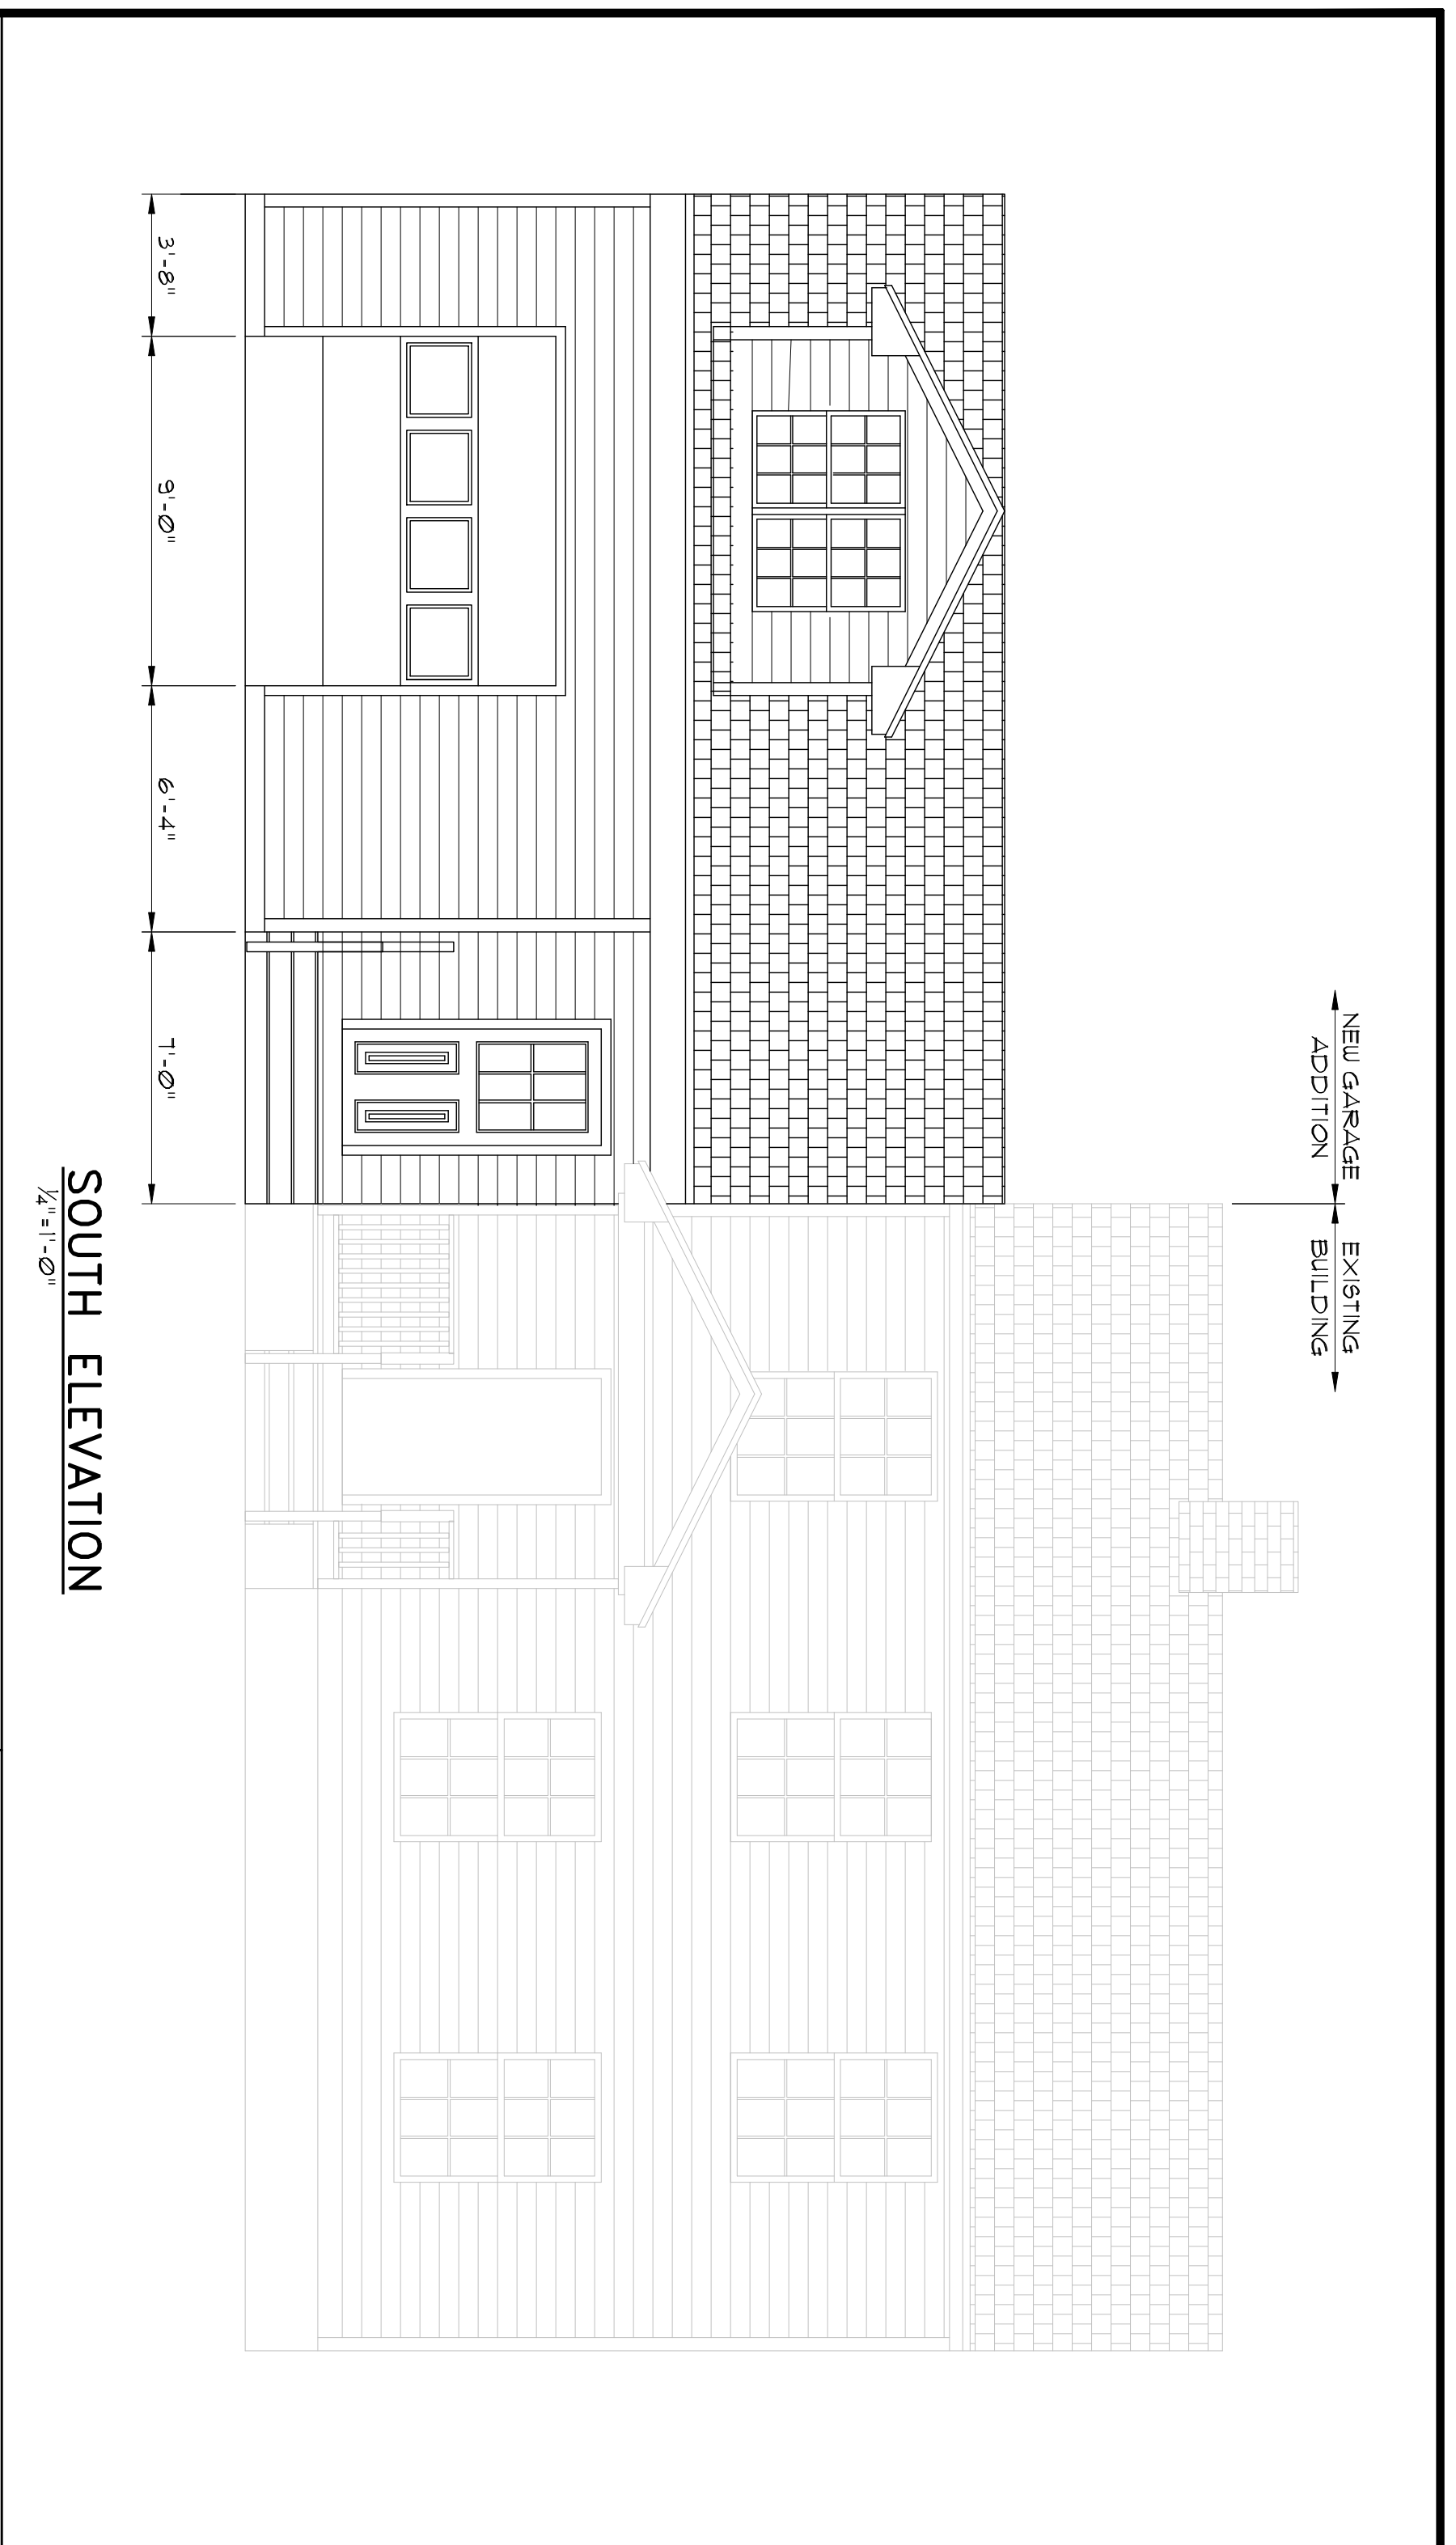 NEW GARAGE
ADDITION
EXISTING
BUILDING
3'-8"
9'-0"
6'-4"
7'-0"
SOUTH ELEVATION
1/4" = 1'-0"